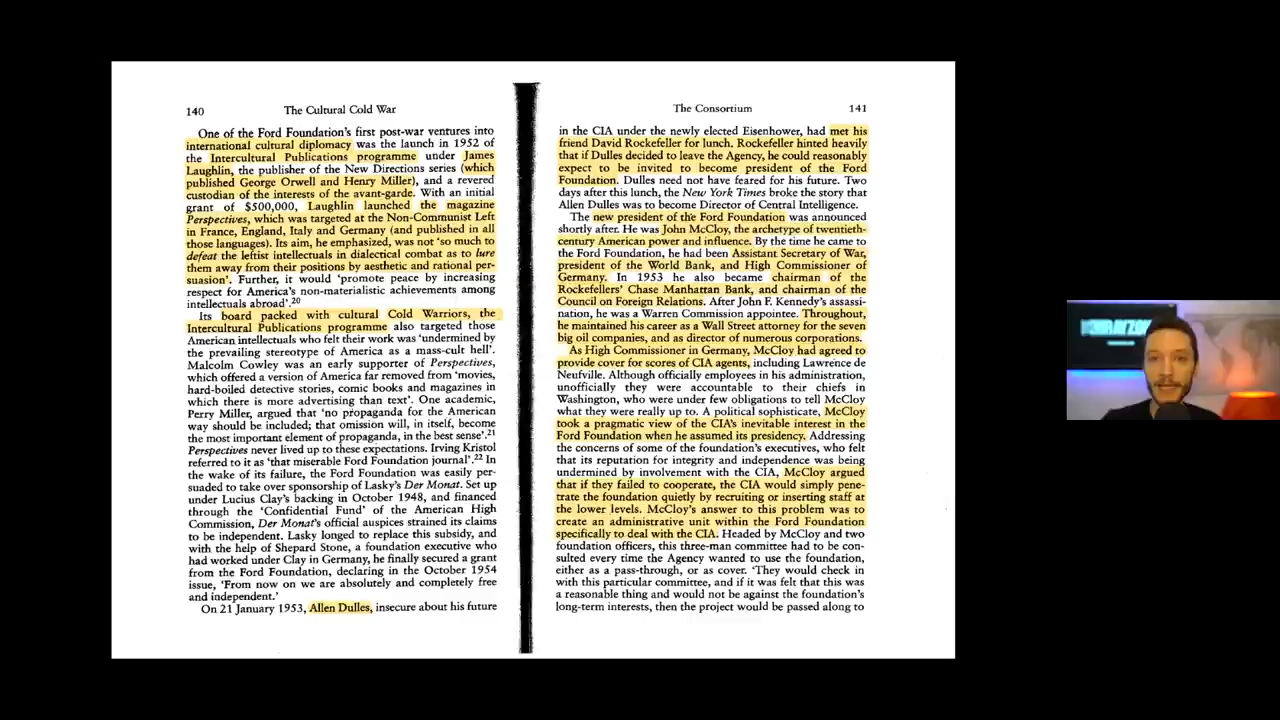 140 The Cultural Cold War
One of the Ford Foundation's first post-war ventures into
international cultural diplomacy was the launch in 1952 of
the Intercultural Publications programme under James
Laughlin, the publisher of the New Directions series (which
published George Orwell and Henry Miller), and a revered
custodian of the interests of the avant-garde. With an initial
grant of $500,000, Laughlin launched the magazine
Perspectives, which was targeted at the Non-Communist Left
in France, England, Italy and Germany (and published in all
those languages). Its aim, he emphasized, was not 'so much to
defeat the leftist intellectuals in dialectical combat as to lure
them away from their positions by aesthetic and rational per-
suasion'. Further, it would 'promote peace by increasing
respect for America's non-materialistic achievements among
intellectuals abroad'.20
Its board packed with cultural Cold Warriors, the
Intercultural Publications programme also targeted those
American intellectuals who felt their work was 'undermined by
the prevailing stereotype of America as a mass-cult hell'.
Malcolm Cowley was an early supporter of Perspectives,
which offered a version of America far removed from 'movies,
hard-boiled detective stories, comic books and magazines in
which there is more advertising than text'. One academic,
Perry Miller, argued that 'no propaganda for the American
way should be included; that omission will, in itself, become
the most important element of propaganda, in the best sense'.21
Perspectives never lived up to these expectations. Irving Kristol
referred to it as 'that miserable Ford Foundation journal'.22 In
the wake of its failure, the Ford Foundation was easily per-
suaded to take over sponsorship of Lasky's Der Monat. Set up
under Lucius Clay's backing in October 1948, and financed
through the 'Confidential Fund' of the American High
Commission, Der Monat's official auspices strained its claims
to be independent. Lasky longed to replace this subsidy, and
with the help of Shepard Stone, a foundation executive who
had worked under Clay in Germany, he finally secured a grant
from the Ford Foundation, declaring in the October 1954
issue, 'From now on we are absolutely and completely free
and independent.'
On 21 January 1953, Allen Dulles, insecure about his future
The Consortium 141
in the CIA under the newly elected Eisenhower, had met his
friend David Rockefeller for lunch. Rockefeller hinted heavily
that if Dulles decided to leave the Agency, he could reasonably
expect to be invited to become president of the Ford
Foundation. Dulles need not have feared for his future. Two
days after this lunch, the New York Times broke the story that
Allen Dulles was to become Director of Central Intelligence.
The new president of the Ford Foundation was announced
shortly after. He was John McCloy, the archetype of twentieth-
century American power and influence. By the time he came to
the Ford Foundation, he had been Assistant Secretary of War,
president of the World Bank, and High Commissioner of
Germany. In 1953 he also became chairman of the
Rockefellers' Chase Manhattan Bank, and chairman of the
Council on Foreign Relations. After John F. Kennedy's assassi-
nation, he was a Warren Commission appointee. Throughout,
he maintained his career as a Wall Street attorney for the seven
big oil companies, and as director of numerous corporations.
As High Commissioner in Germany, McCloy had agreed to
provide cover for scores of CIA agents, including Lawrence de
Neufville. Although officially employees in his administration,
unofficially they were accountable to their chiefs in
Washington, who were under few obligations to tell McCloy
what they were really up to. A political sophisticate, McCloy
took a pragmatic view of the CIA's inevitable interest in the
Ford Foundation when he assumed its presidency. Addressing
the concerns of some of the foundation's executives, who felt
that its reputation for integrity and independence was being
undermined by involvement with the CIA, McCloy argued
that if they failed to cooperate, the CIA would simply pene-
trate the foundation quietly by recruiting or inserting staff at
the lower levels. McCloy's answer to this problem was to
create an administrative unit within the Ford Foundation
specifically to deal with the CIA. Headed by McCloy and two
foundation officers, this three-man committee had to be con-
sulted every time the Agency wanted to use the foundation,
either as a pass-through, or as cover. 'They would check in
with this particular committee, and if it was felt that this was
a reasonable thing and would not be against the foundation's
long-term interests, then the project would be passed along to